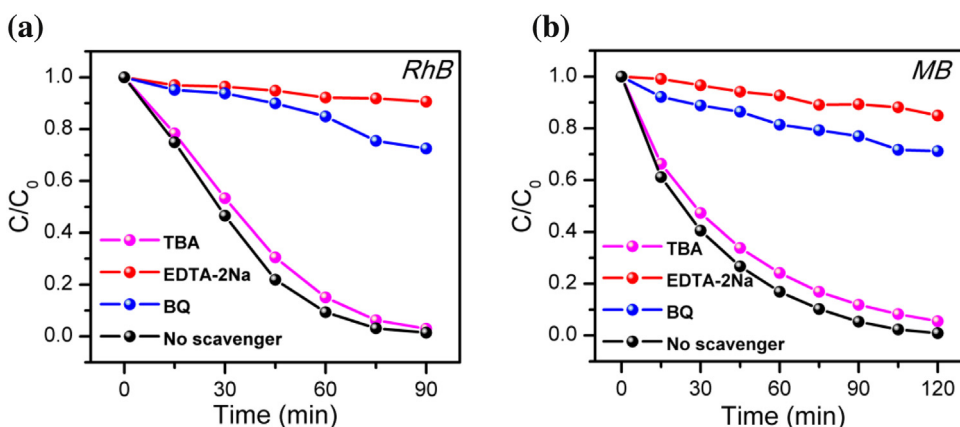 (a)
RhB
1.0
0.8
0.6
0.4
0.2
0.0
C/C0
TBA
EDTA-2Na
BQ
No scavenger
0 30 60 90
Time (min)
(b)
MB
1.0
0.8
0.6
0.4
0.2
0.0
C/C0
TBA
EDTA-2Na
BQ
No scavenger
0 30 60 90 120
Time (min)